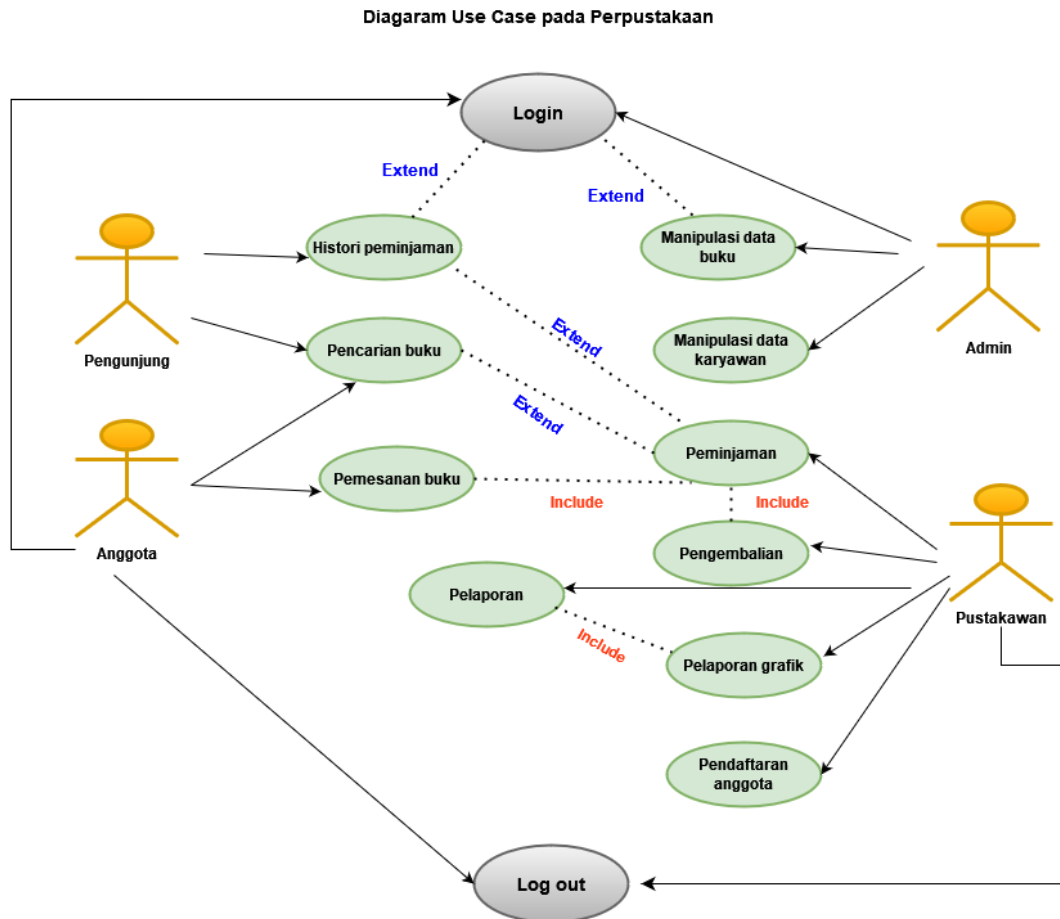 Diagaram Use Case pada Perpustakaan
Login
Extend
Extend
Histori peminjaman
Manipulasi data
buku
Pengunjung
Pencarian buku
Extend
Manipulasi data
karyawan
Admin
Extend
Peminjaman
Pemesanan buku
Include
Include
Anggota
Pengembalian
Pelaporan
Pustakawan
Include
Pelaporan grafik
Pendaftaran
anggota
Log out